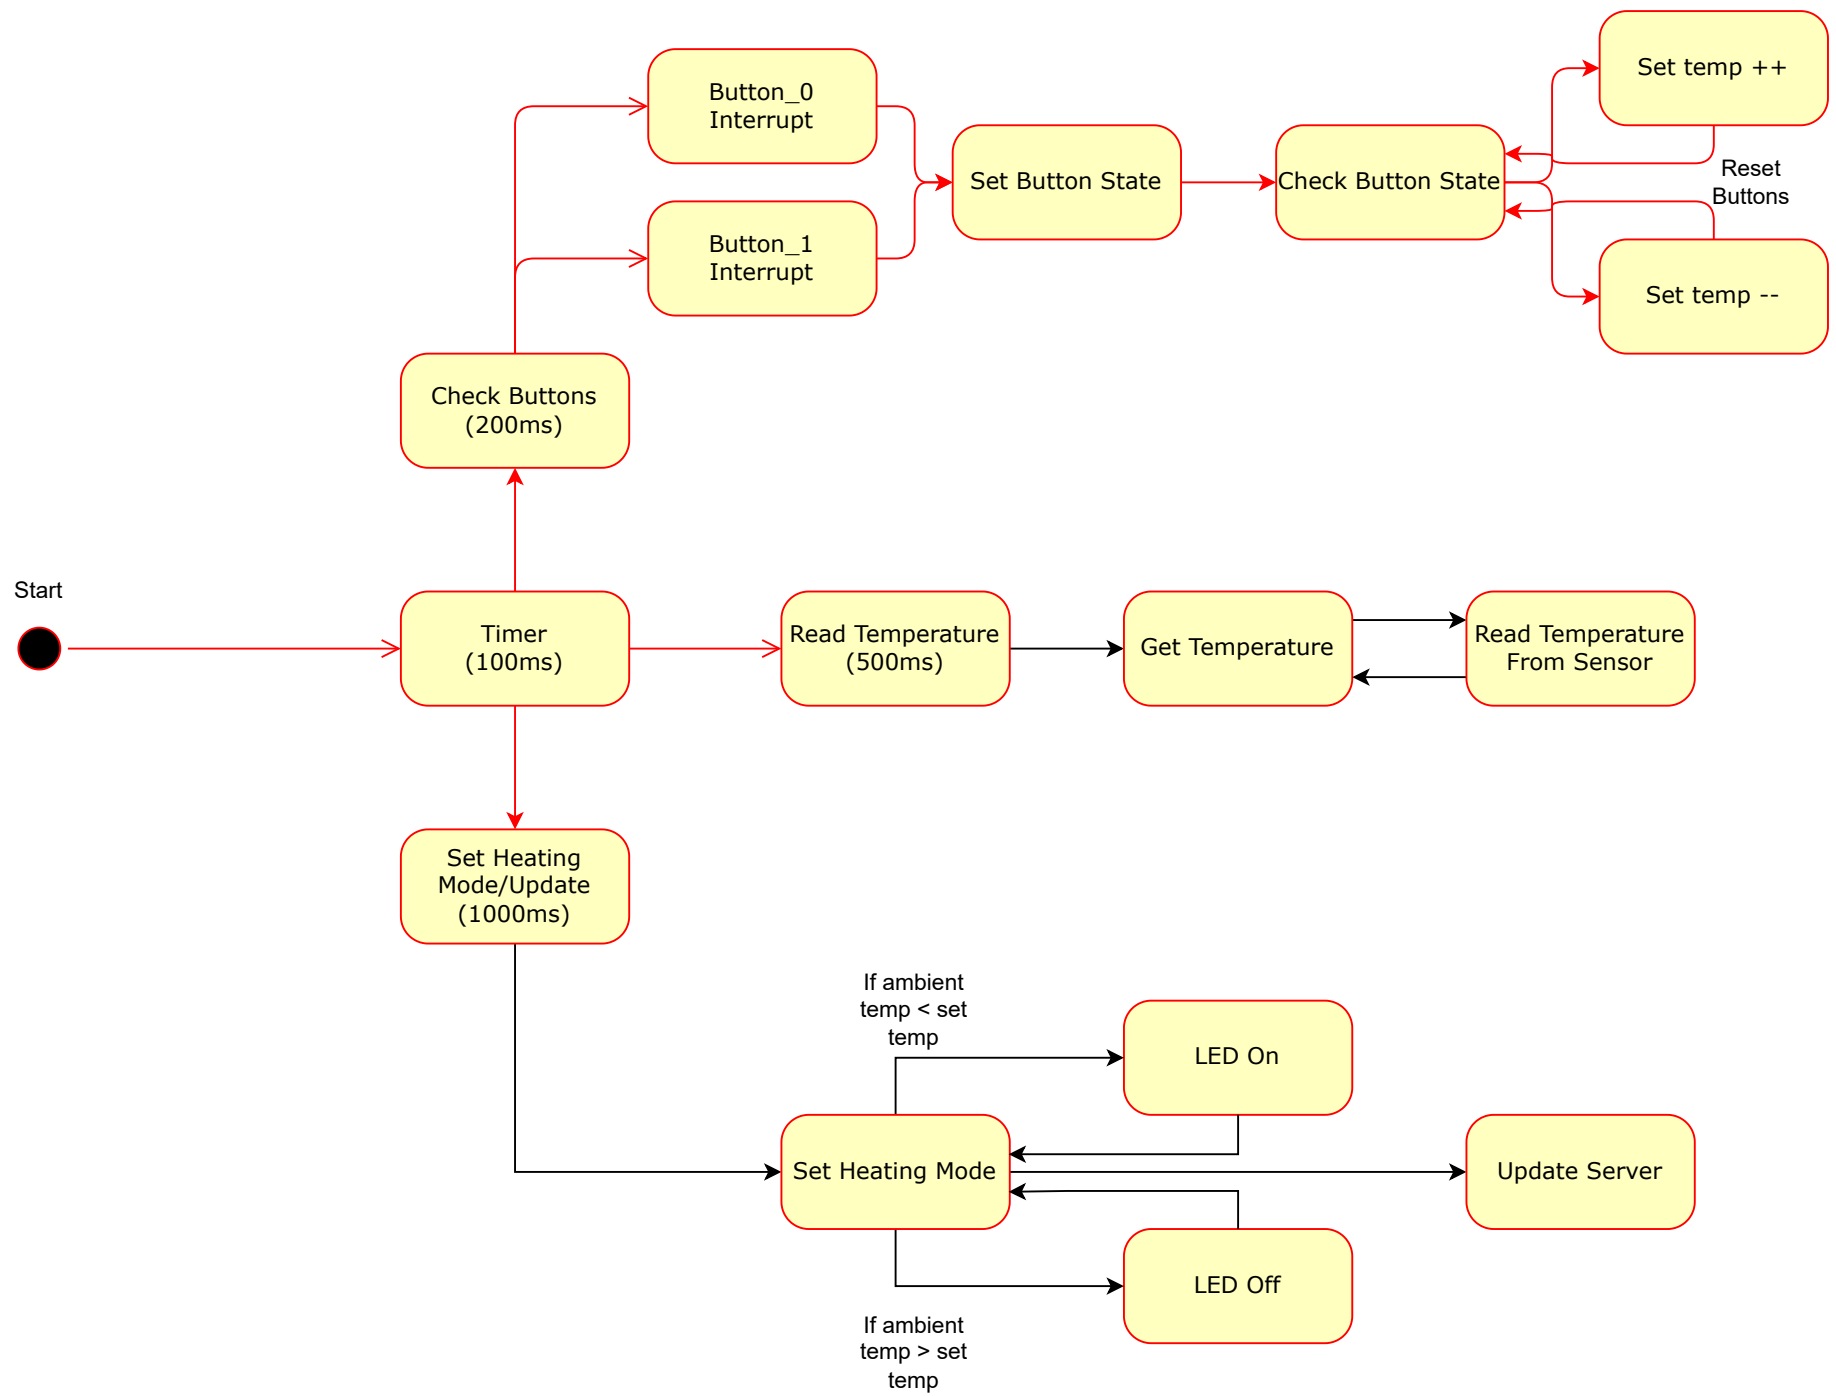 Set temp ++
Button_0
Interrupt
Set Button State
Check Button State
Reset
Buttons
Button_1
Interrupt
Set temp --
Check Buttons
(200ms)
Start
Timer
(100ms)
Read Temperature
(500ms)
Get Temperature
Read Temperature
From Sensor
Set Heating
Mode/Update
(1000ms)
If ambient
temp < set
temp
LED On
Set Heating Mode
Update Server
LED Off
If ambient
temp > set
temp